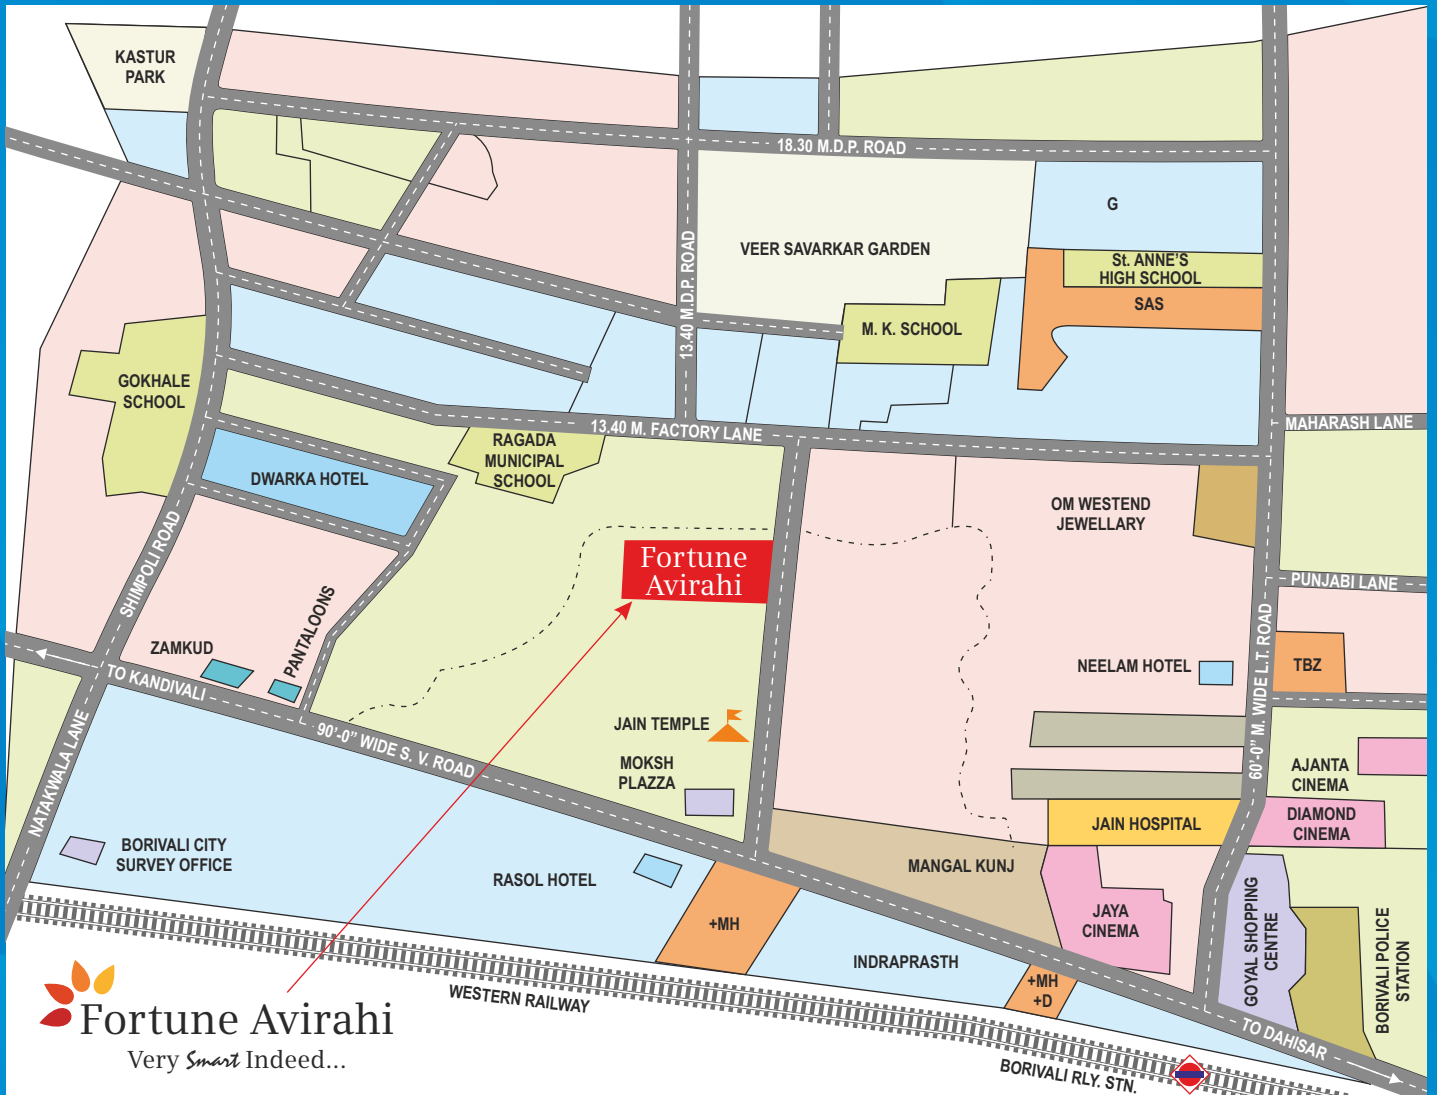 KASTUR
PARK
18.30 M.D.P. ROAD
G
VEER SAVARKAR GARDEN
St. ANNE'S
HIGH SCHOOL
SAS
13.40 M.D.P. ROAD
M. K. SCHOOL
GOKHALE
SCHOOL
13.40 M. FACTORY LANE
MAHARASH LANE
RAGADA
MUNICIPAL
SCHOOL
DWARKA HOTEL
OM WESTEND
JEWELLARY
SHIMPOLI ROAD
Fortune
Avirahi
PUNJABI LANE
PANTALOONS
ZAMKUD
NEELAM HOTEL
TBZ
60'-0" M. WIDE L.T. ROAD
TO KANDIVALI
90'-0" WIDE S. V. ROAD
JAIN TEMPLE
MOKSH
PLAZZA
NATAKWALA LANE
AJANTA
CINEMA
DIAMOND
CINEMA
JAIN HOSPITAL
BORIVALI CITY
SURVEY OFFICE
RASOL HOTEL
MANGAL KUNJ
+MH
JAYA
CINEMA
GOYAL SHOPPING
CENTRE
BORIVALI POLICE
STATION
INDRAPRASTH
+MH
+D
WESTERN RAILWAY
TO DAHISAR
BORIVALI RLY. STN.
Fortune Avirahi
Very Smart Indeed...